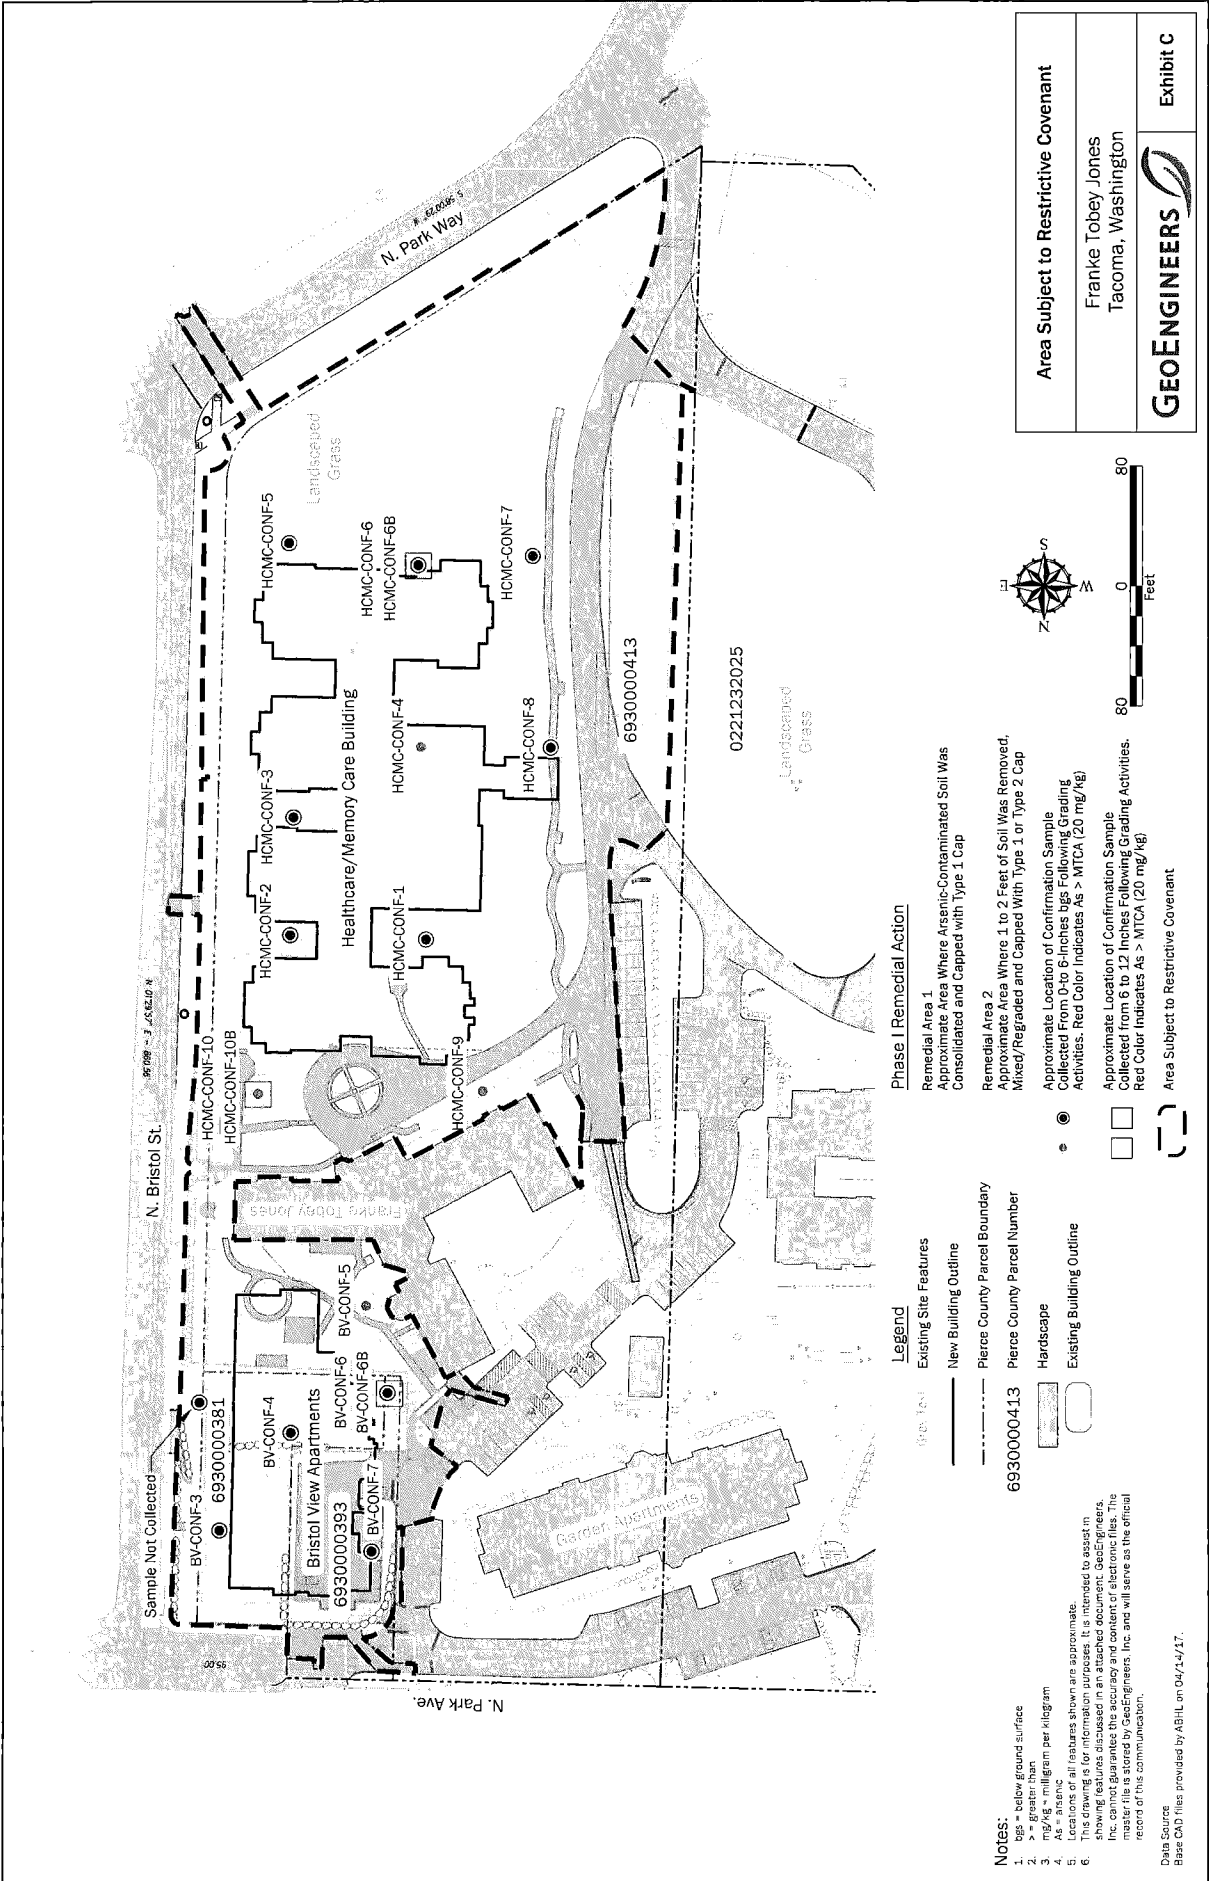 Sample Not Collected
N. Bristol St.
N. Park Way
N. Park Ave.
95.00
BV-CONF-3
6930000381
BV-CONF-4
Bristol View Apartments
6930000393
BV-CONF-7
BV-CONF-6
BV-CONF-6B
BV-CONF-5
Franke Tobey Jones
Garden Apartments
HCMC-CONF-10
HCMC-CONF-10B
HCMC-CONF-9
HCMC-CONF-2
HCMC-CONF-1
HCMC-CONF-3
Healthcare/Memory Care Building
HCMC-CONF-4
HCMC-CONF-8
HCMC-CONF-5
HCMC-CONF-6
HCMC-CONF-6B
HCMC-CONF-7
Landscaped
Grass
6930000413
0221232025
Landscaped
Grass
Notes:
1. bgs = below ground surface
2. > = greater than
3. mg/kg = milligram per kilogram
4. As = arsenic
5. Locations of all features shown are approximate.
6. This drawing is for information purposes. It is intended to assist in
showing features discussed in an attached document. GeoEngineers,
Inc. cannot guarantee the accuracy and content of electronic files. The
master file is stored by GeoEngineers, Inc. and will serve as the official
record of this communication.
Data Source
Base CAD files provided by ABHL on 04/14/17.
Legend
Existing Site Features
New Building Outline
Pierce County Parcel Boundary
6930000413 Pierce County Parcel Number
Hardscape
Existing Building Outline
Phase I Remedial Action
Remedial Area 1
Approximate Area Where Arsenic-Contaminated Soil Was
Consolidated and Capped with Type 1 Cap
Remedial Area 2
Approximate Area Where 1 to 2 Feet of Soil Was Removed,
Mixed/Regraded and Capped With Type 1 or Type 2 Cap
Approximate Location of Confirmation Sample
Collected From 0-to 6-Inches bgs Following Grading
Activities. Red Color Indicates As > MTCA (20 mg/kg)
Approximate Location of Confirmation Sample
Collected from 6 to 12 Inches Following Grading Activities.
Red Color Indicates As > MTCA (20 mg/kg)
Area Subject to Restrictive Covenant
N
E
S
W
80 0 80
Feet
Area Subject to Restrictive Covenant
Franke Tobey Jones
Tacoma, Washington
GEOENGINEERS
Exhibit C